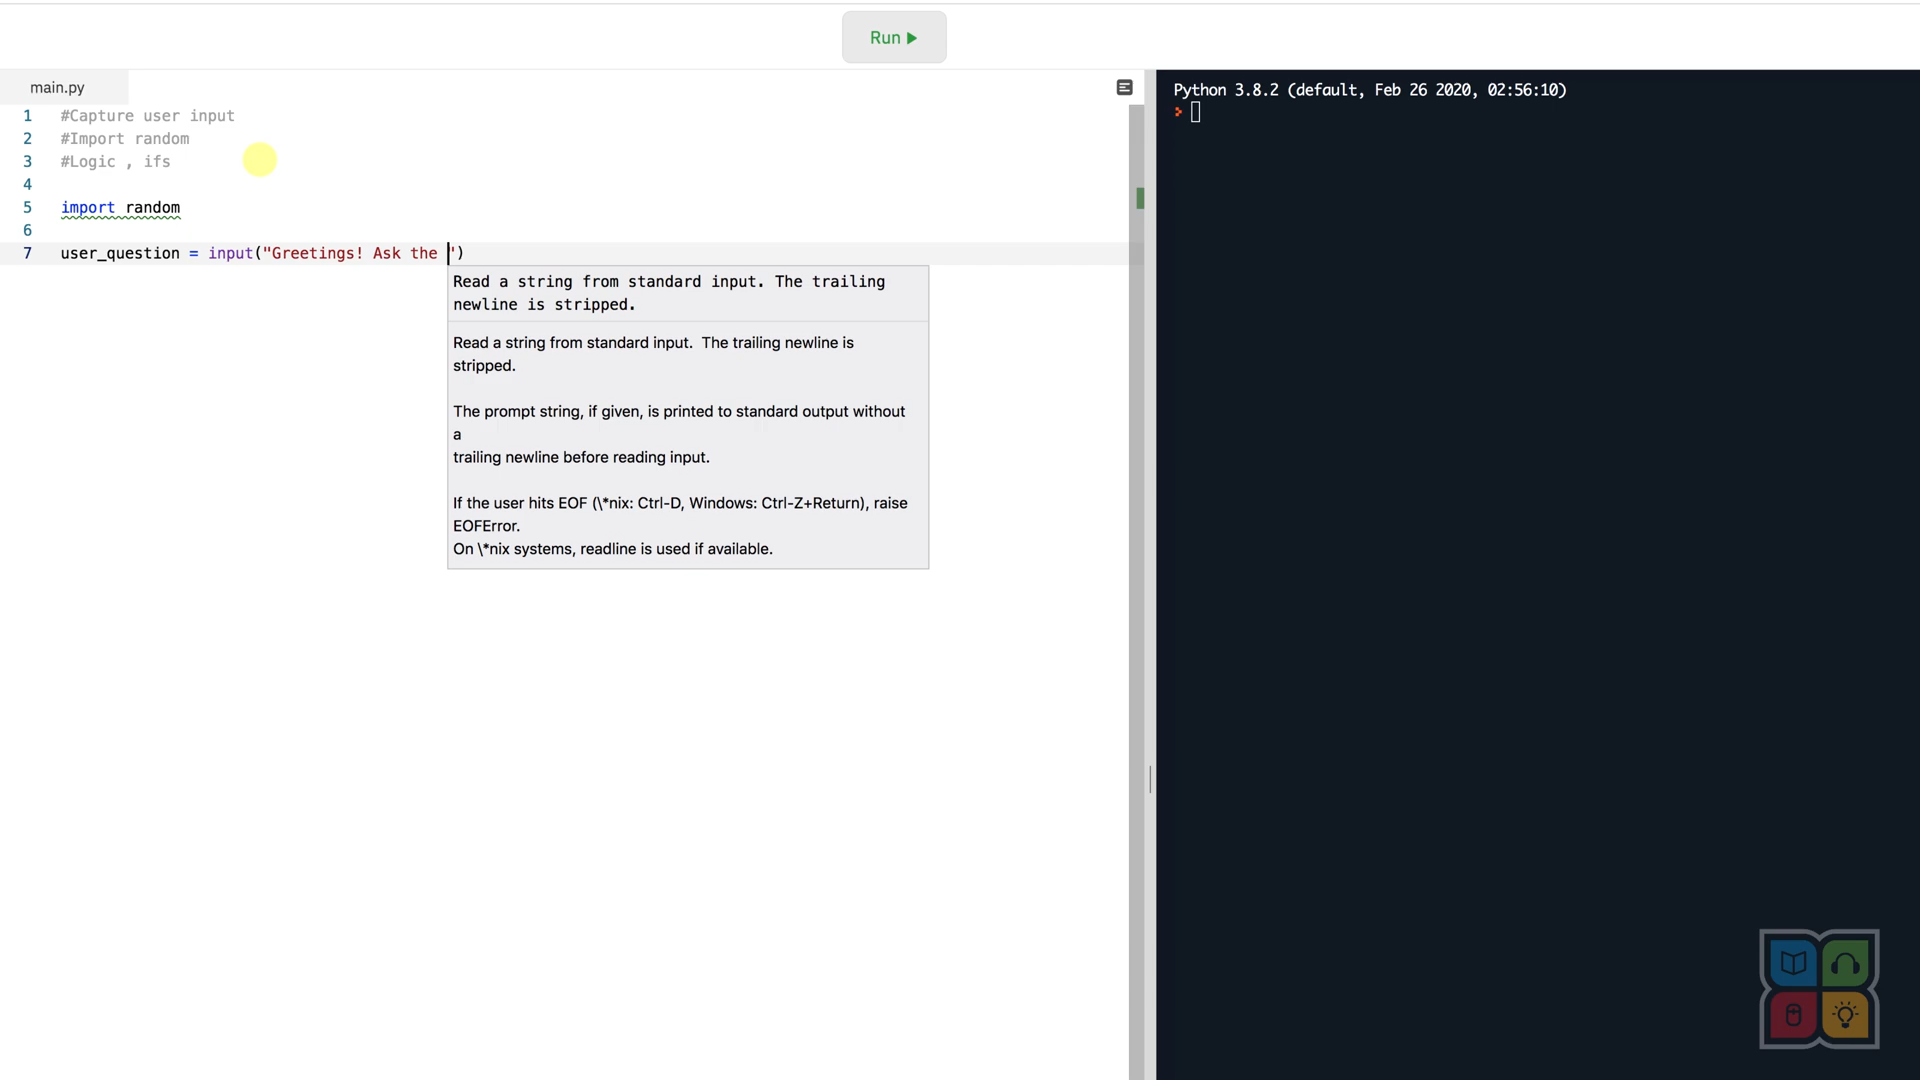 Run
main.py
1 #Capture user input
2 #Import random
3 #Logic , ifs
4
5 import random
6
7 user_question = input("Greetings! Ask the ")
Read a string from standard input. The trailing
newline is stripped.
Read a string from standard input. The trailing newline is
stripped.
The prompt string, if given, is printed to standard output without
a
trailing newline before reading input.
If the user hits EOF (\*nix: Ctrl-D, Windows: Ctrl-Z+Return), raise
EOFError.
On \*nix systems, readline is used if available.
Python 3.8.2 (default, Feb 26 2020, 02:56:10)